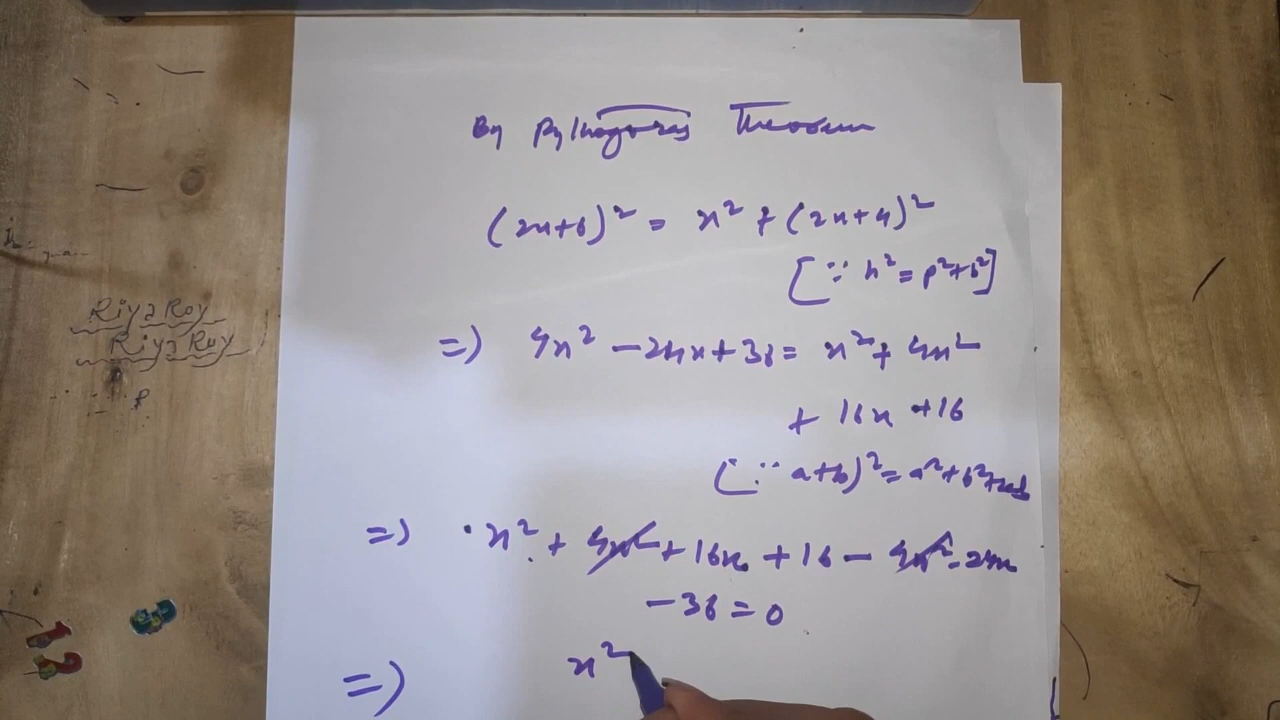 By Pythagoras Theorem
(2x+6)² = x² + (2x+4)²
[∵ h² = p²+b²]
Riya Roy
Riya Roy
=) 4x² - 24x + 36 = x² + 4x²
+ 16x + 16
(∵ a+b)² = a² + b² + 2ab
=) x² + 4x² + 16x + 16 - 4x² - 24x
- 36 = 0
=) x²